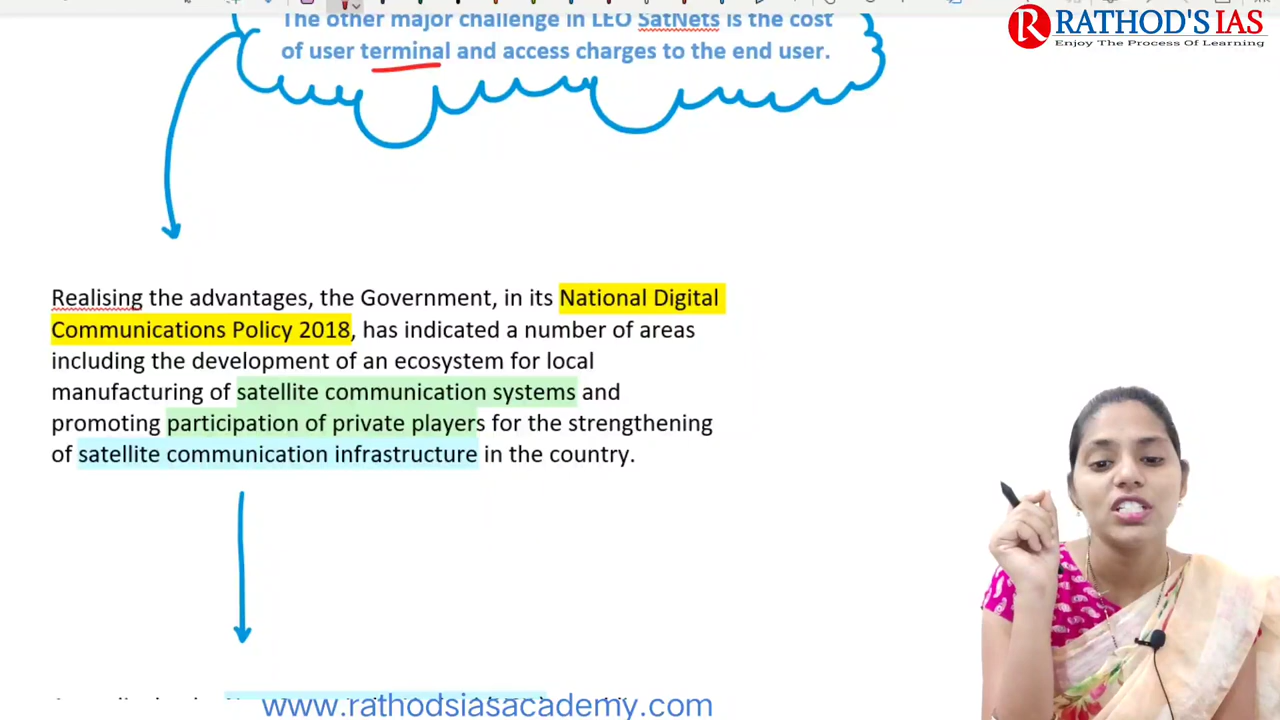 The other major challenge in LEO SatNets is the cost
of user terminal and access charges to the end user.
R RATHOD'S IAS
Enjoy The Process Of Learning
Realising the advantages, the Government, in its National Digital
Communications Policy 2018, has indicated a number of areas
including the development of an ecosystem for local
manufacturing of satellite communication systems and
promoting participation of private players for the strengthening
of satellite communication infrastructure in the country.
www.rathodsiasacademy.com